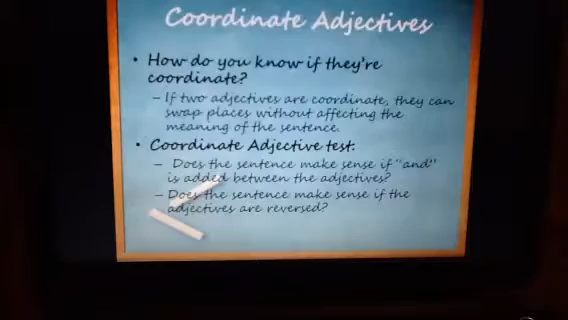 Coordinate Adjectives
• How do you know if they're
coordinate?
– If two adjectives are coordinate, they can
swap places without affecting the
meaning of the sentence.
• Coordinate Adjective test:
– Does the sentence make sense if "and"
is added between the adjectives?
– Does the sentence make sense if the
adjectives are reversed?